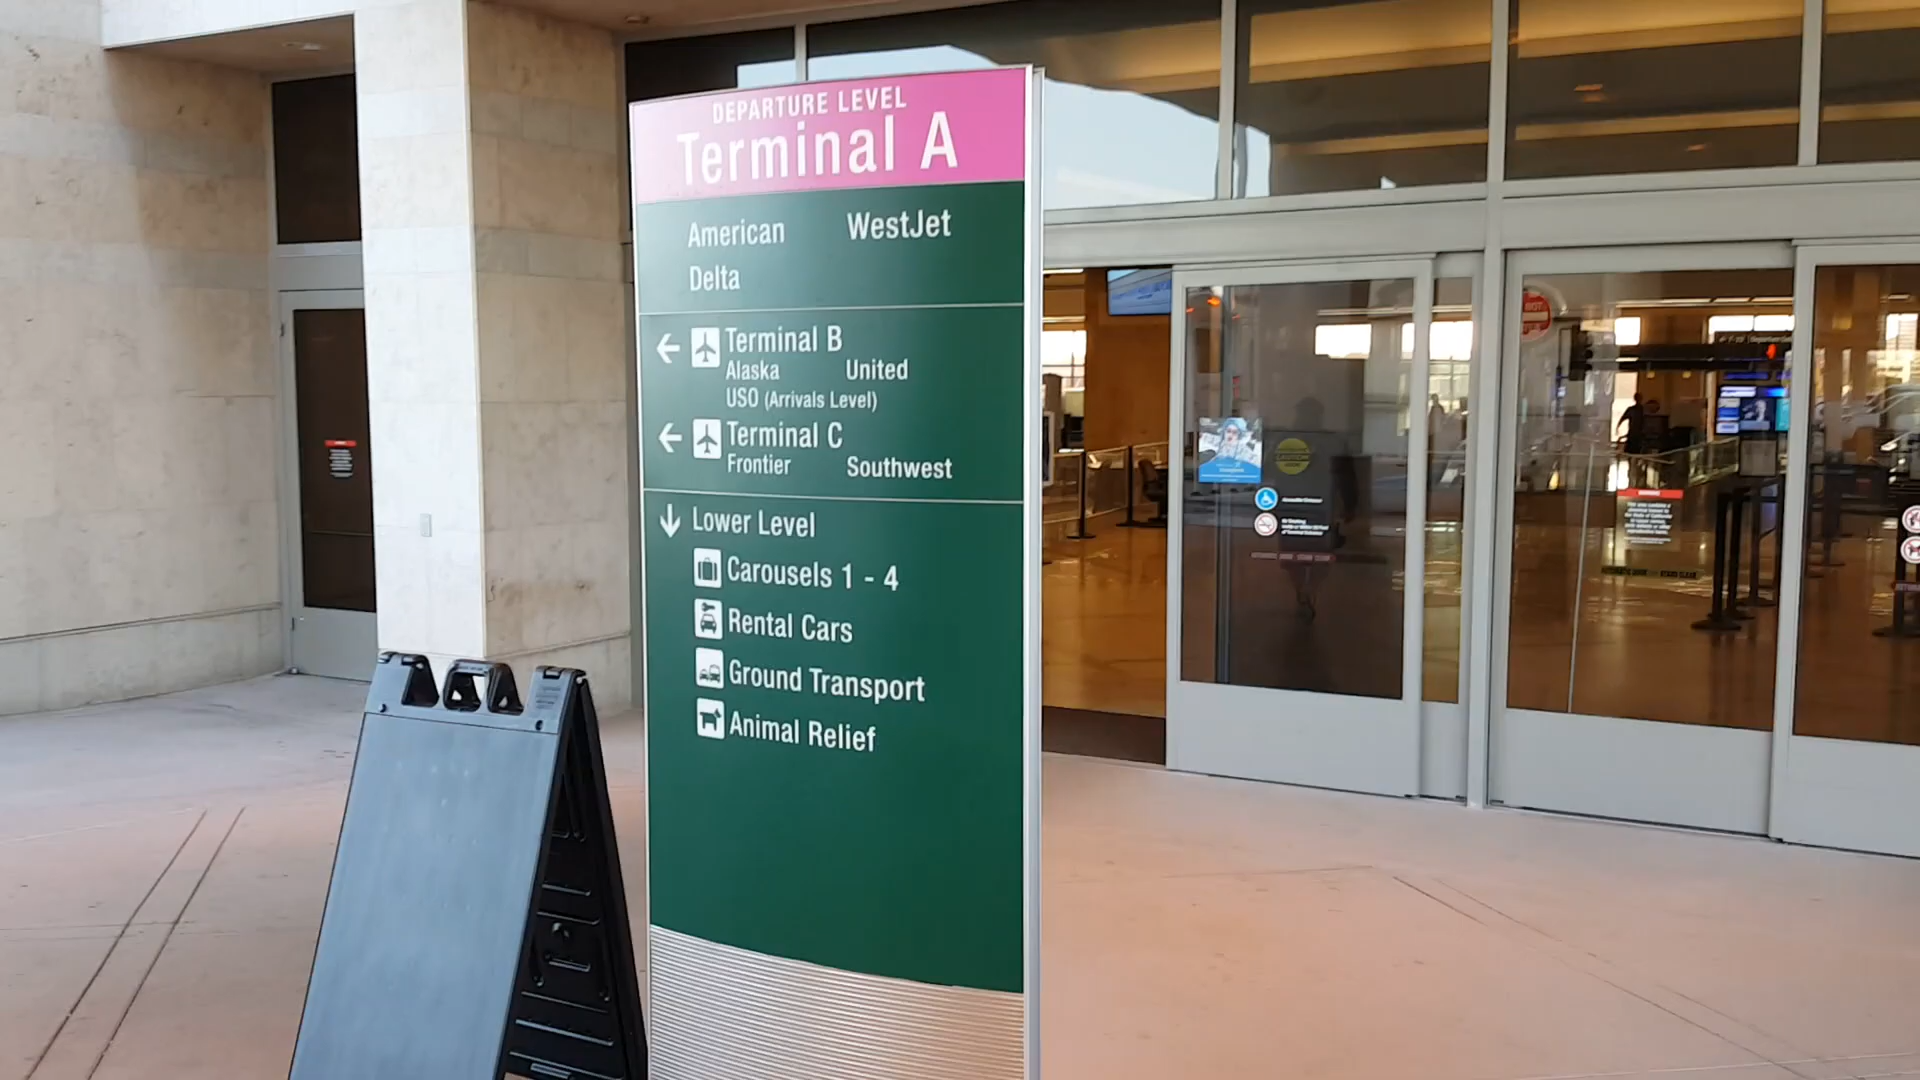 DEPARTURE LEVEL
Terminal A
American WestJet
Delta
Terminal B
Alaska United
USO (Arrivals Level)
Terminal C
Frontier Southwest
Lower Level
Carousels 1 - 4
Rental Cars
Ground Transport
Animal Relief
CAUTION